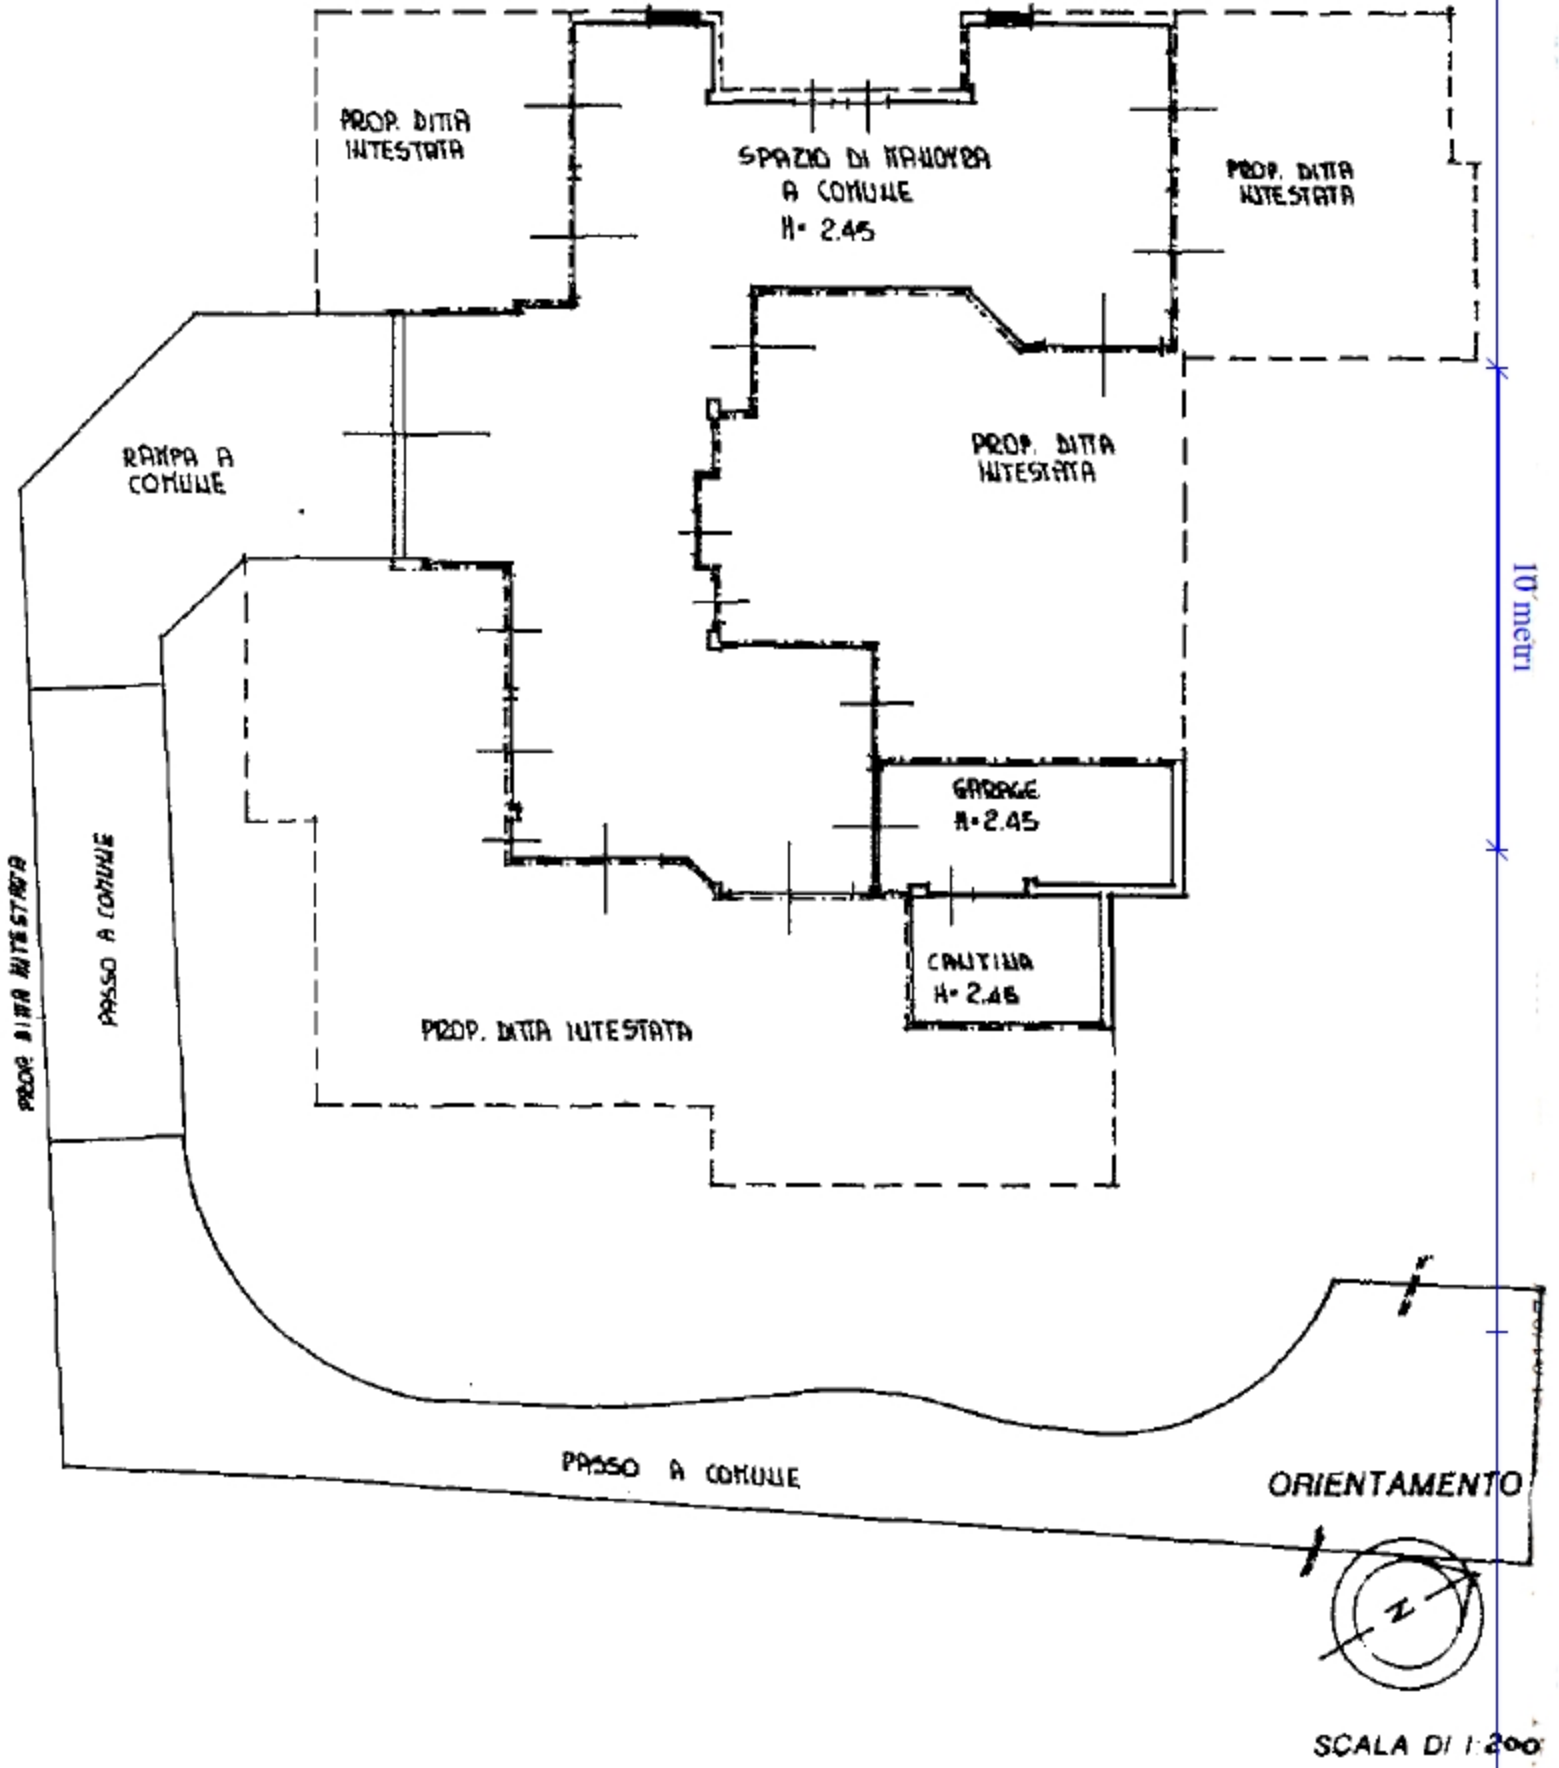 PROP. DITTA
INTESTATA
SPAZIO DI MANOVRA
A COMUNE
H= 2.45
PROP. DITTA
INTESTATA
RAMPA A
COMUNE
PROP. DITTA
INTESTATA
10 metri
GARAGE
H=2.45
PROP. DITTA INTESTATA
PASSO A COMUNE
CANTINA
H= 2.45
PROP. DITTA INTESTATA
PASSO A COMUNE
ORIENTAMENTO
N
SCALA DI 1:200